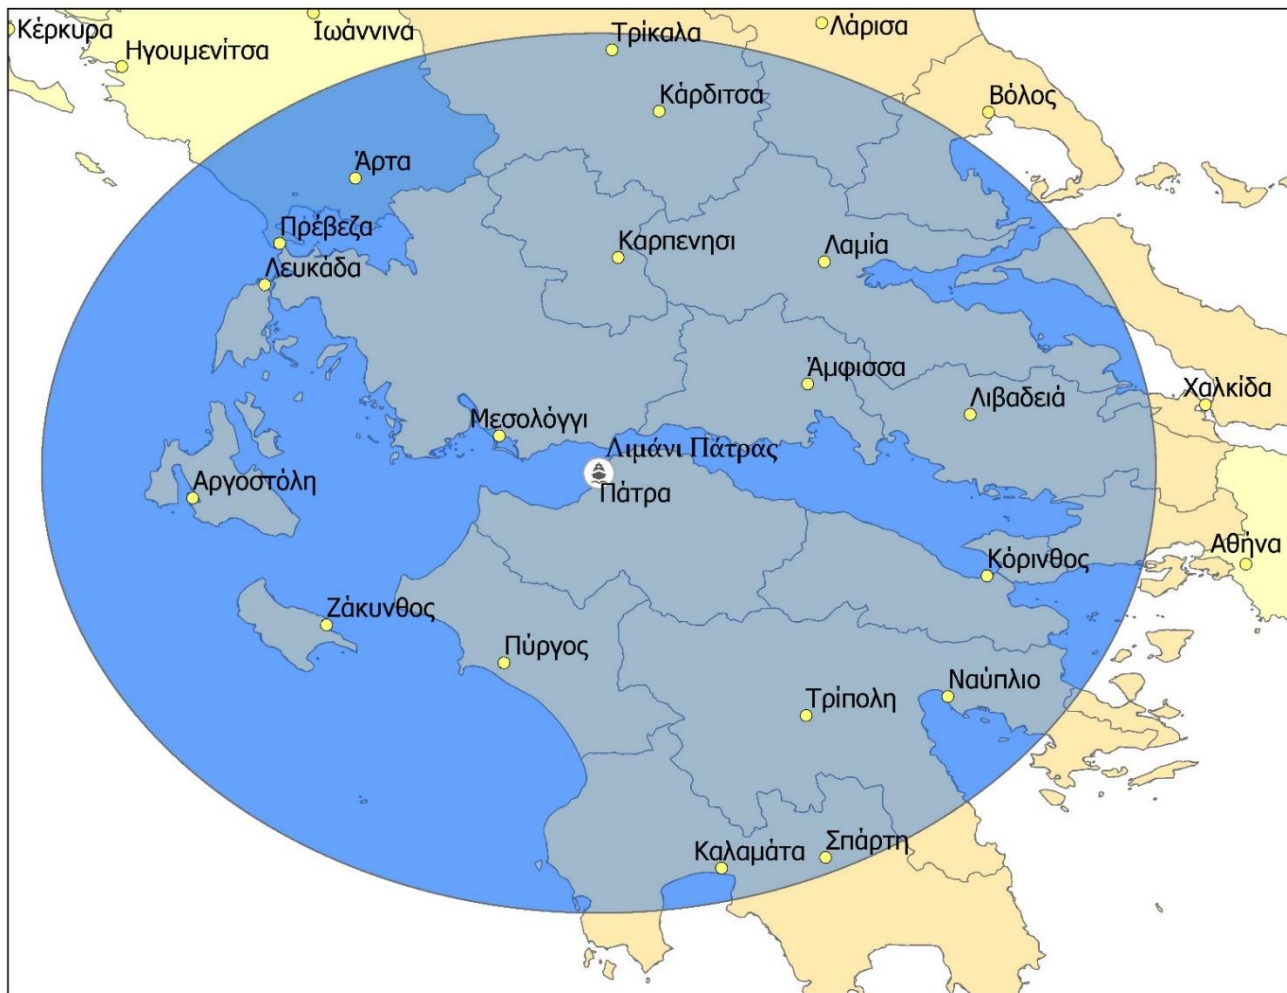 Κέρκυρα
Ιωάννινα
Λάρισα
Τρίκαλα
Ηγουμενίτσα
Κάρδιτσα
Βόλος
Άρτα
Πρέβεζα
Καρπενησι
Λαμία
Λευκάδα
Άμφισσα
Χαλκίδα
Λιβαδειά
Μεσολόγγι
Λιμάνι Πάτρας
Αργοστόλη
Πάτρα
Αθήνα
Κόρινθος
Ζάκυνθος
Πύργος
Ναύπλιο
Τρίπολη
Σπάρτη
Καλαμάτα